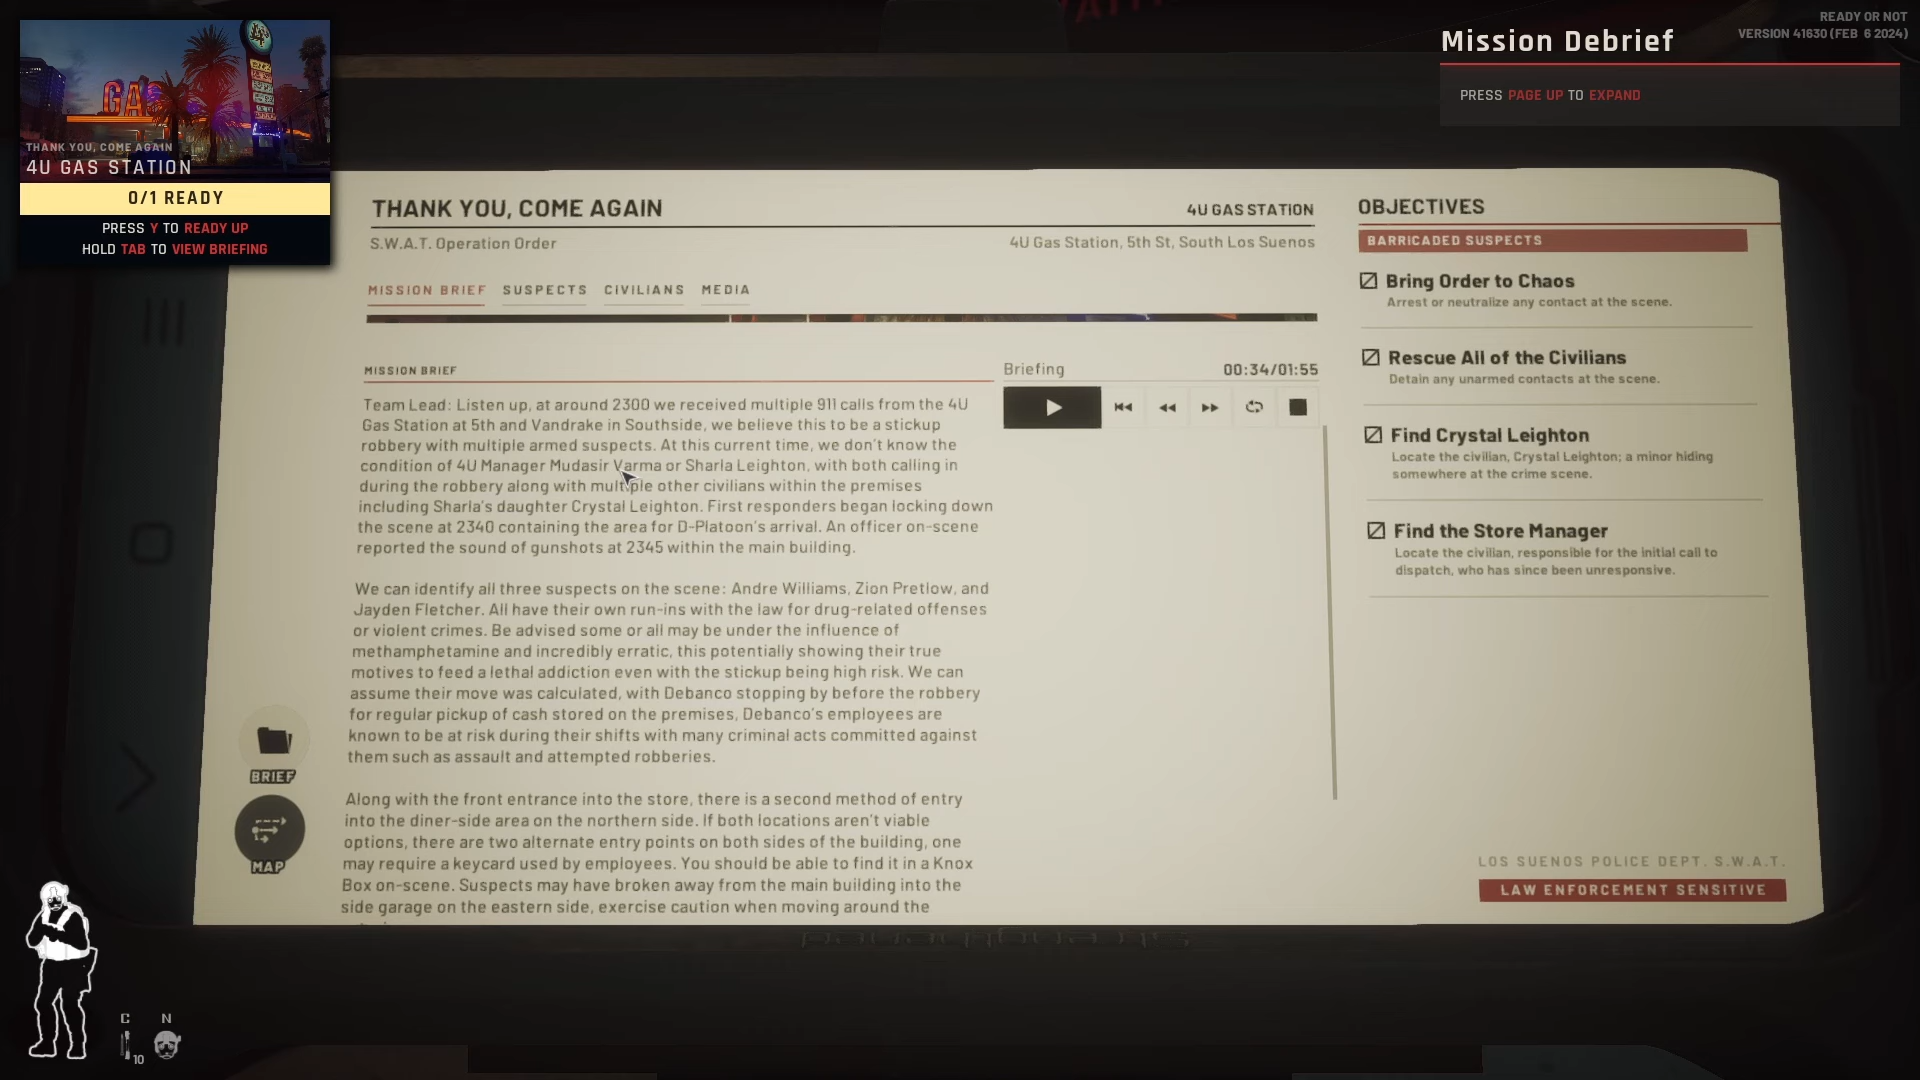 READY OR NOT
VERSION 41630 (FEB 6 2024)
Mission Debrief
PRESS PAGE UP TO EXPAND
GAS
THANK YOU, COME AGAIN
4U GAS STATION
0/1 READY
PRESS Y TO READY UP
HOLD TAB TO VIEW BRIEFING
THANK YOU, COME AGAIN
4U GAS STATION
S.W.A.T. Operation Order
4U Gas Station, 5th St, South Los Suenos
MISSION BRIEF SUSPECTS CIVILIANS MEDIA
MISSION BRIEF
Team Lead: Listen up, at around 2300 we received multiple 911 calls from the 4U
Gas Station at 5th and Vandrake in Southside, we believe this to be a stickup
robbery with multiple armed suspects. At this current time, we don't know the
condition of 4U Manager Mudasir Varma or Sharla Leighton, with both calling in
during the robbery along with multiple other civilians within the premises
including Sharla's daughter Crystal Leighton. First responders began locking down
the scene at 2340 containing the area for D-Platoon's arrival. An officer on-scene
reported the sound of gunshots at 2345 within the main building.
We can identify all three suspects on the scene: Andre Williams, Zion Pretlow, and
Jayden Fletcher. All have their own run-ins with the law for drug-related offenses
or violent crimes. Be advised some or all may be under the influence of
methamphetamine and incredibly erratic, this potentially showing their true
motives to feed a lethal addiction even with the stickup being high risk. We can
assume their move was calculated, with Debanco stopping by before the robbery
for regular pickup of cash stored on the premises, Debanco's employees are
known to be at risk during their shifts with many criminal acts committed against
them such as assault and attempted robberies.
Along with the front entrance into the store, there is a second method of entry
into the diner-side area on the northern side. If both locations aren't viable
options, there are two alternate entry points on both sides of the building, one
may require a keycard used by employees. You should be able to find it in a Knox
Box on-scene. Suspects may have broken away from the main building into the
side garage on the eastern side, exercise caution when moving around the
Briefing 00:34/01:55
OBJECTIVES
BARRICADED SUSPECTS
Bring Order to Chaos
Arrest or neutralize any contact at the scene.
Rescue All of the Civilians
Detain any unarmed contacts at the scene.
Find Crystal Leighton
Locate the civilian, Crystal Leighton; a minor hiding
somewhere at the crime scene.
Find the Store Manager
Locate the civilian, responsible for the initial call to
dispatch, who has since been unresponsive.
LOS SUENOS POLICE DEPT. S.W.A.T.
LAW ENFORCEMENT SENSITIVE
BRIEF
MAP
C N
10